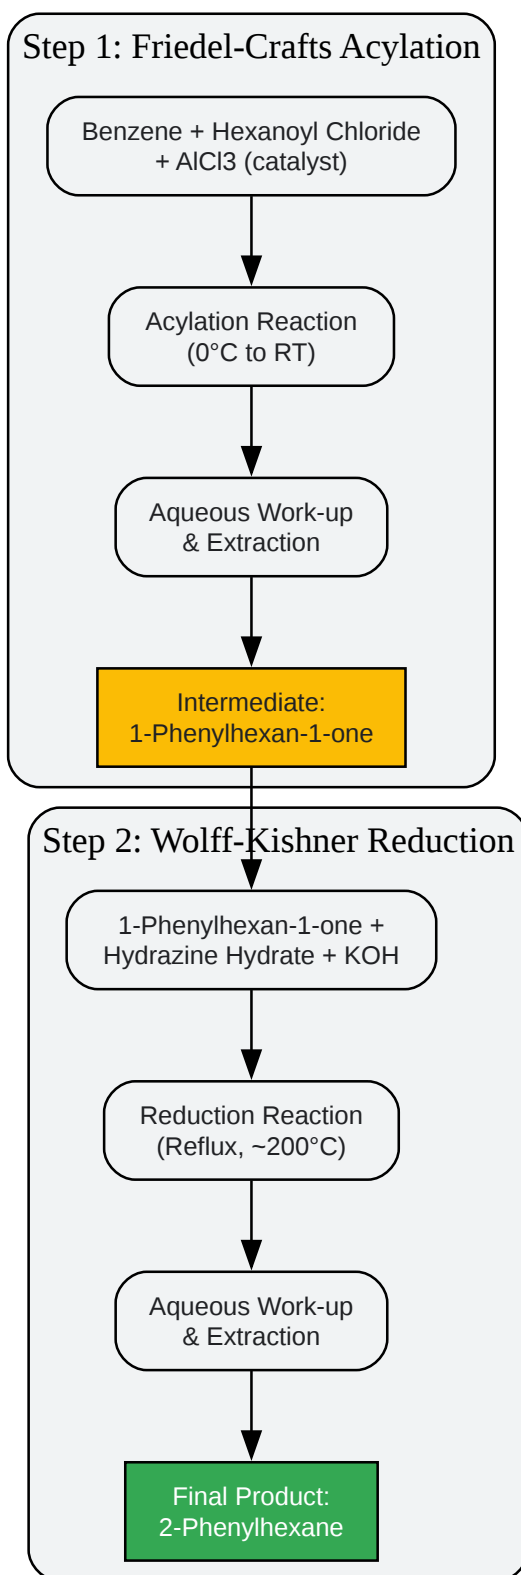 Step 1: Friedel-Crafts Acylation
Benzene + Hexanoyl Chloride
+ AlCl3 (catalyst)
Acylation Reaction
(0°C to RT)
Aqueous Work-up
& Extraction
Intermediate:
1-Phenylhexan-1-one
Step 2: Wolff-Kishner Reduction
1-Phenylhexan-1-one +
Hydrazine Hydrate + KOH
Reduction Reaction
(Reflux, ~200°C)
Aqueous Work-up
& Extraction
Final Product:
2-Phenylhexane